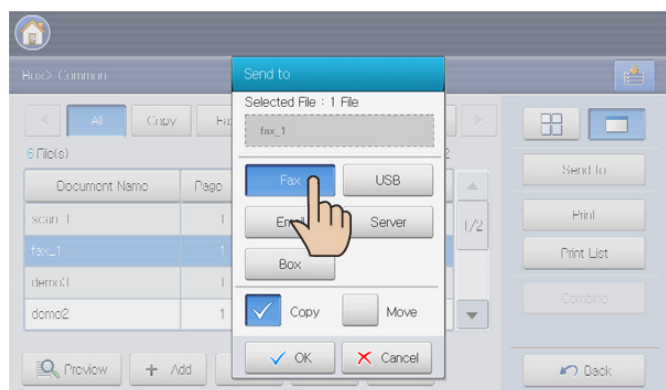 Box> Common
Send to
Selected File : 1 File
fax_1
All Copy
6 File(s)
Document Name Page
scan_1 1
fax_1 1
demo3 1
demo2 1
1/2
Fax USB
Server
Box
Copy Move
OK Cancel
Preview Add
Send to
Print
Print List
Combine
Back